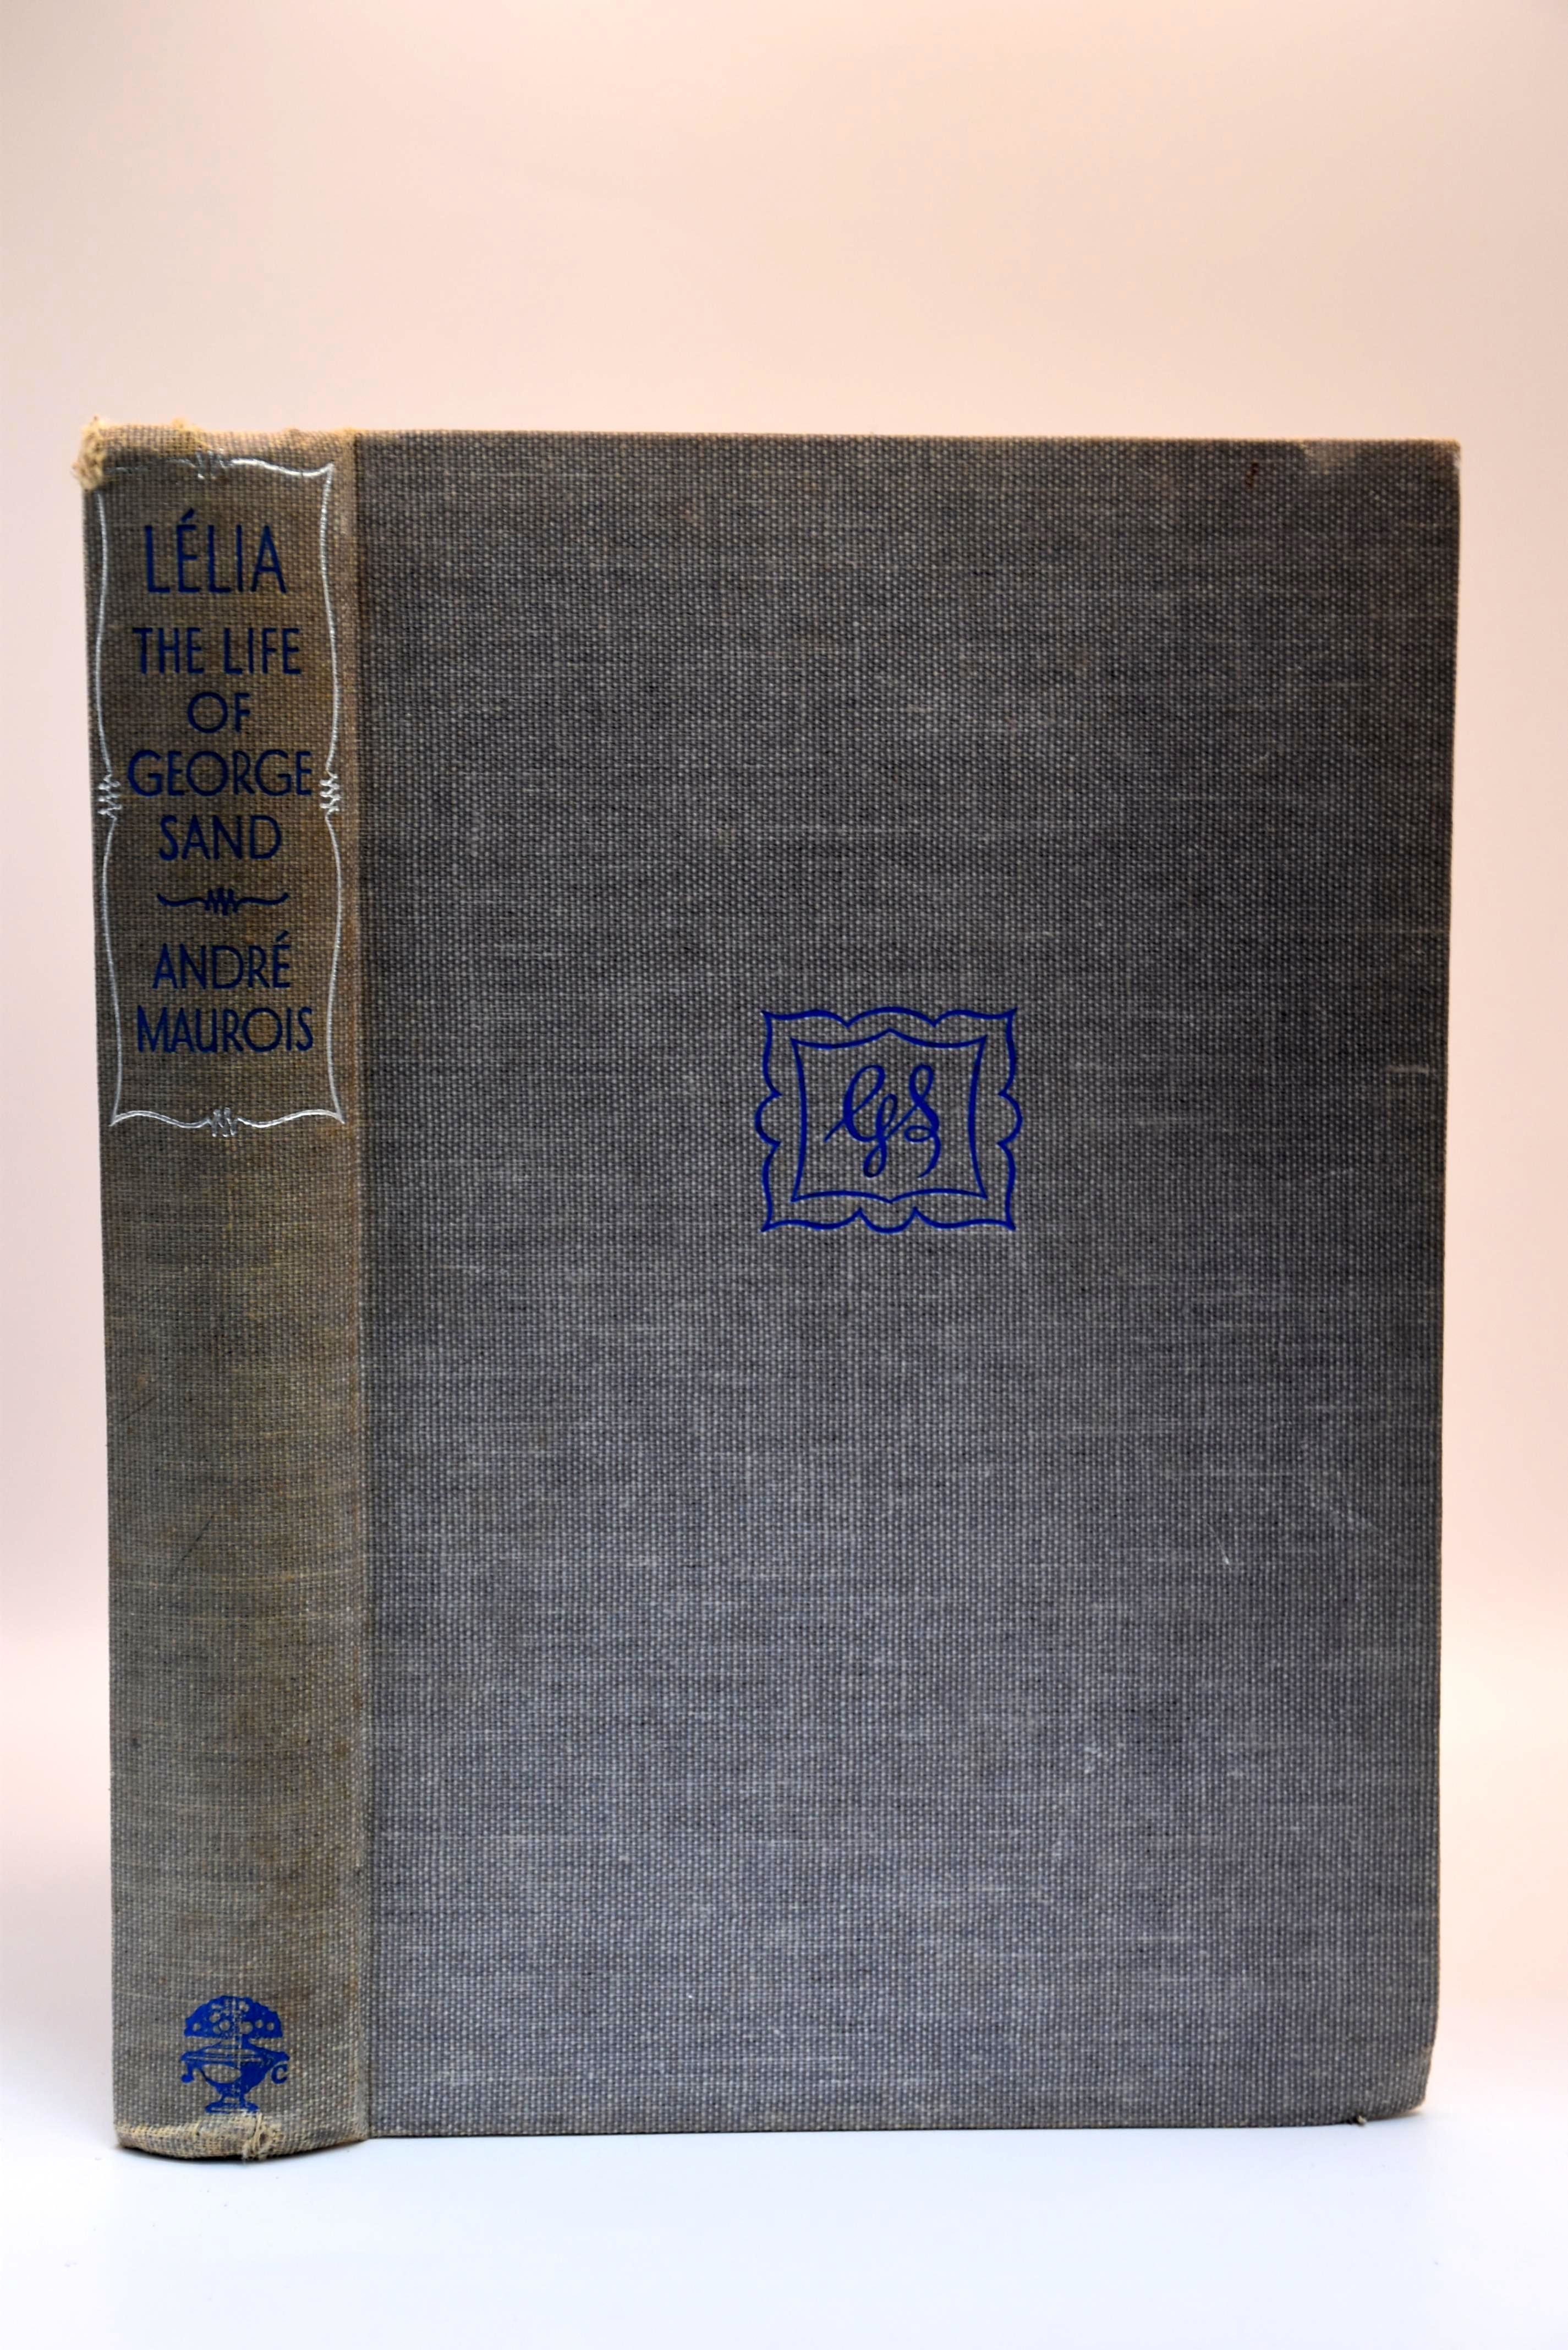 LÉLIA
THE LIFE
OF
GEORGE
SAND
ANDRÉ
MAUROIS
GS
J C